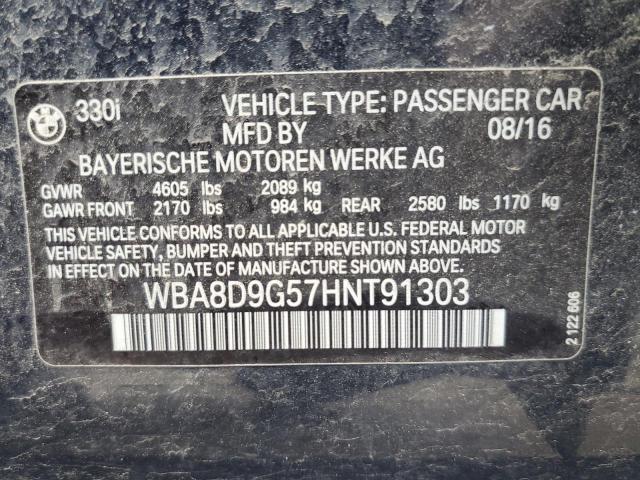 BMW 330i VEHICLE TYPE: PASSENGER CAR
MFD BY 08/16
BAYERISCHE MOTOREN WERKE AG
GVWR 4605 lbs 2089 kg
GAWR FRONT 2170 lbs 984 kg REAR 2580 lbs 1170 kg
THIS VEHICLE CONFORMS TO ALL APPLICABLE U.S. FEDERAL MOTOR
VEHICLE SAFETY, BUMPER AND THEFT PREVENTION STANDARDS
IN EFFECT ON THE DATE OF MANUFACTURE SHOWN ABOVE.
WBA8D9G57HNT91303
2 122 606